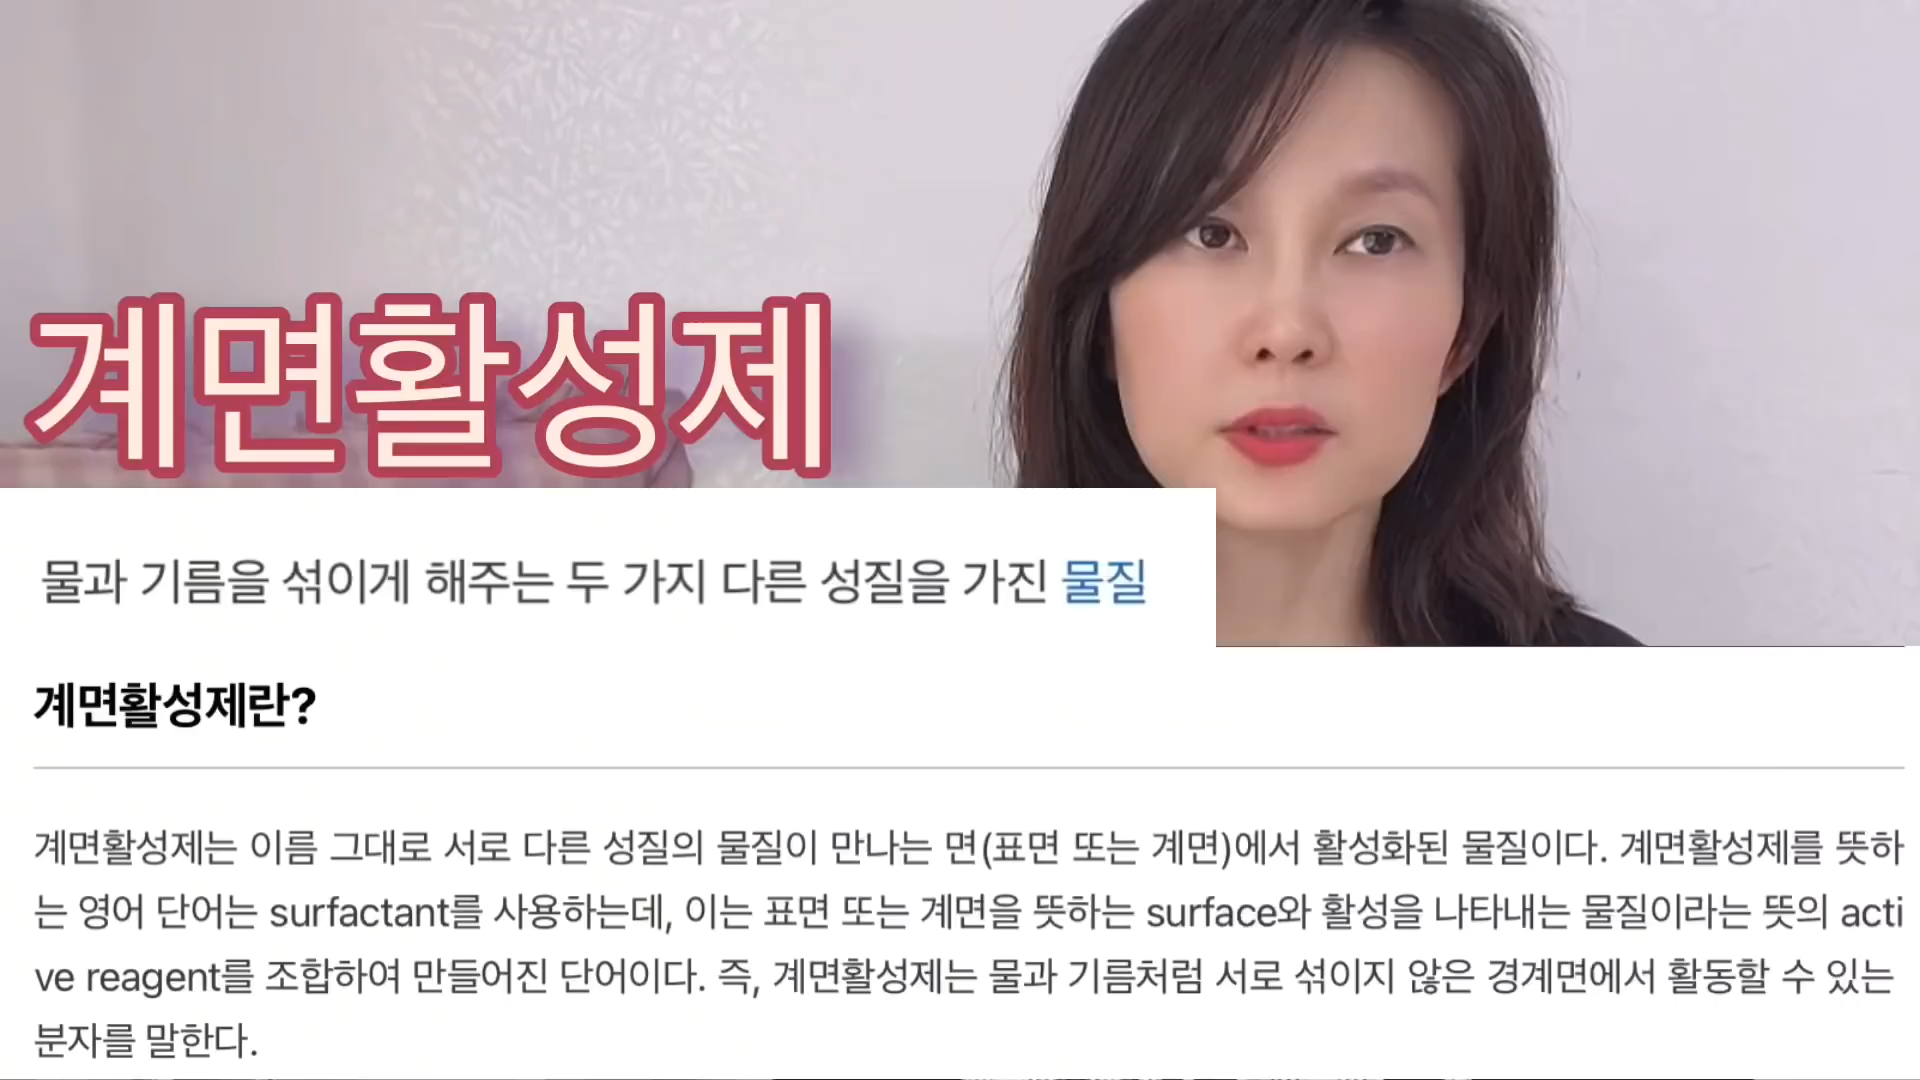 계면활성제
물과 기름을 섞이게 해주는 두 가지 다른 성질을 가진 물질
계면활성제란?
계면활성제는 이름 그대로 서로 다른 성질의 물질이 만나는 면(표면 또는 계면)에서 활성화된 물질이다. 계면활성제를 뜻하
는 영어 단어는 surfactant를 사용하는데, 이는 표면 또는 계면을 뜻하는 surface와 활성을 나타내는 물질이라는 뜻의 acti
ve reagent를 조합하여 만들어진 단어이다. 즉, 계면활성제는 물과 기름처럼 서로 섞이지 않은 경계면에서 활동할 수 있는
분자를 말한다.